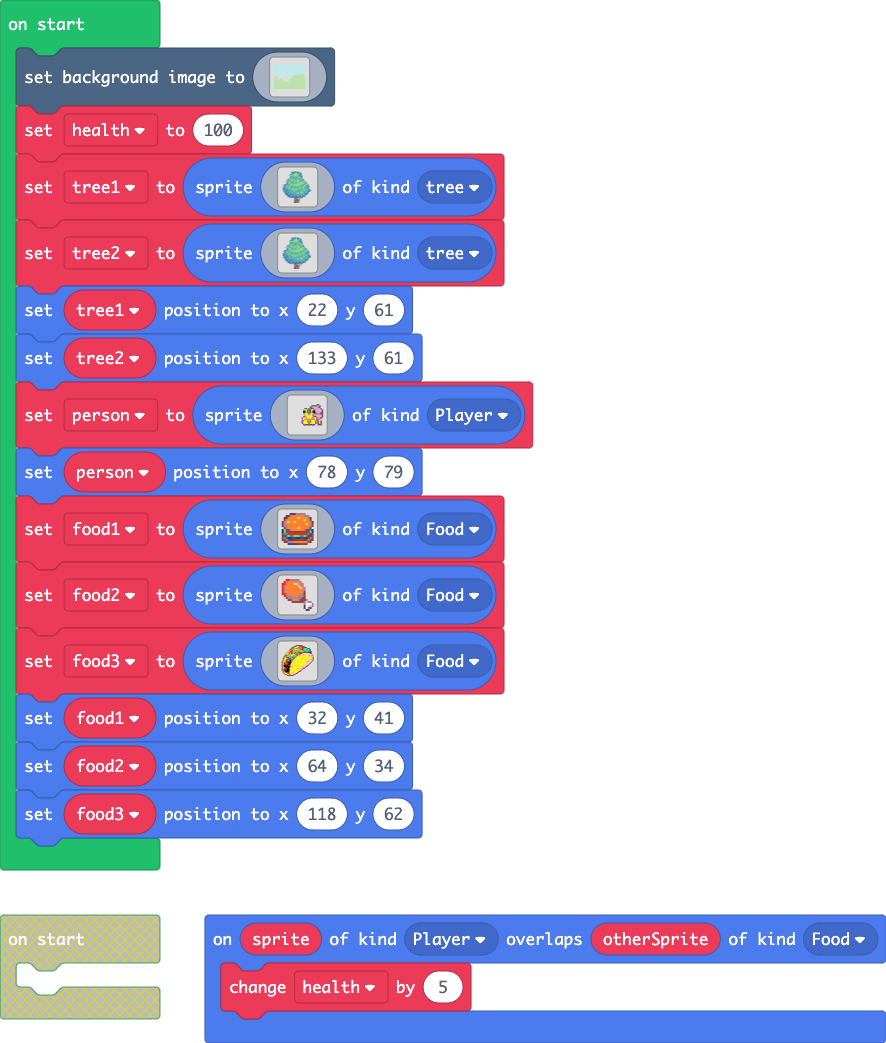 on start
set background image to
set health to 100
set tree1 to sprite of kind tree
set tree2 to sprite of kind tree
set tree1 position to x 22 y 61
set tree2 position to x 133 y 61
set person to sprite of kind Player
set person position to x 78 y 79
set food1 to sprite of kind Food
set food2 to sprite of kind Food
set food3 to sprite of kind Food
set food1 position to x 32 y 41
set food2 position to x 64 y 34
set food3 position to x 118 y 62
on start
on sprite of kind Player overlaps otherSprite of kind Food
change health by 5